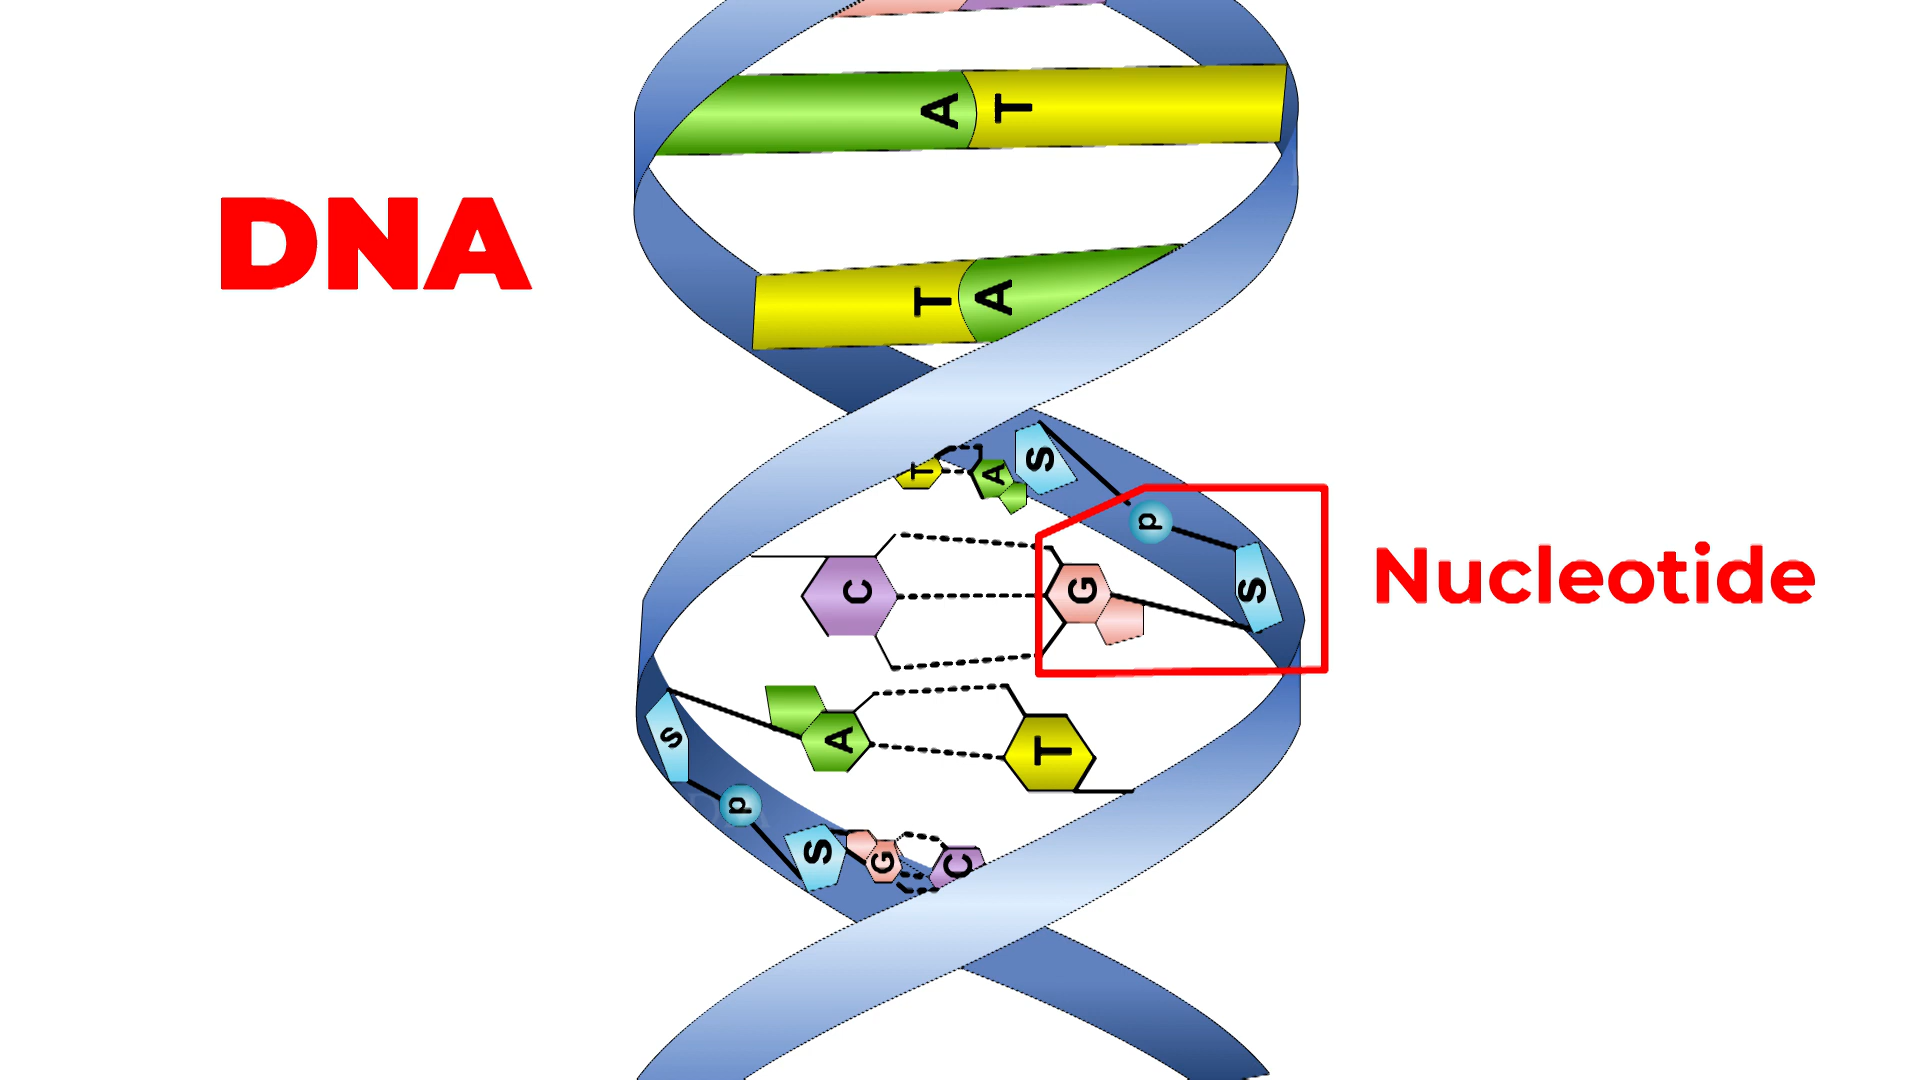 DNA
A T
T A
T A S
P
C G S
Nucleotide
S A T
P
S G C